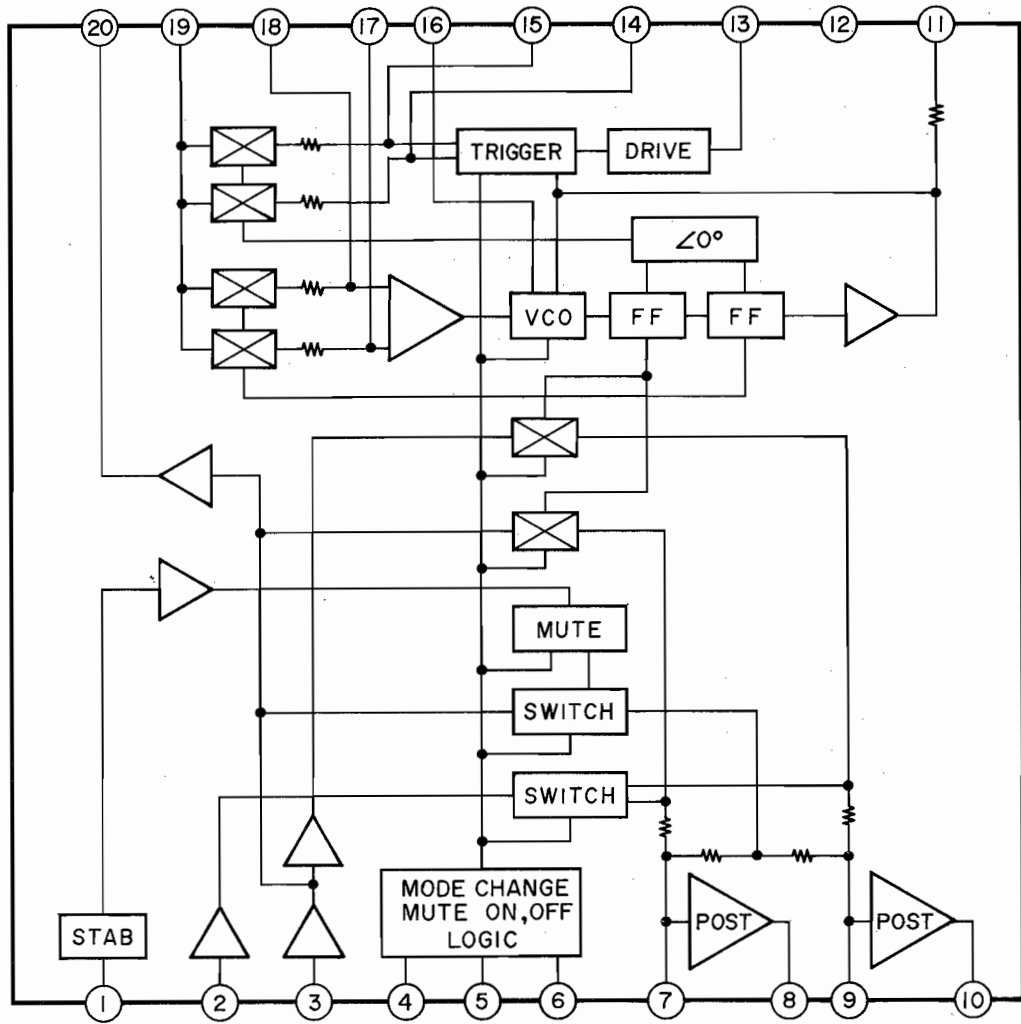 20 19 18 17 16 15 14 13 12 11
TRIGGER
DRIVE
∠0°
VCO
FF
FF
MUTE
SWITCH
SWITCH
MODE CHANGE
MUTE ON,OFF
LOGIC
STAB
POST
POST
1 2 3 4 5 6 7 8 9 10